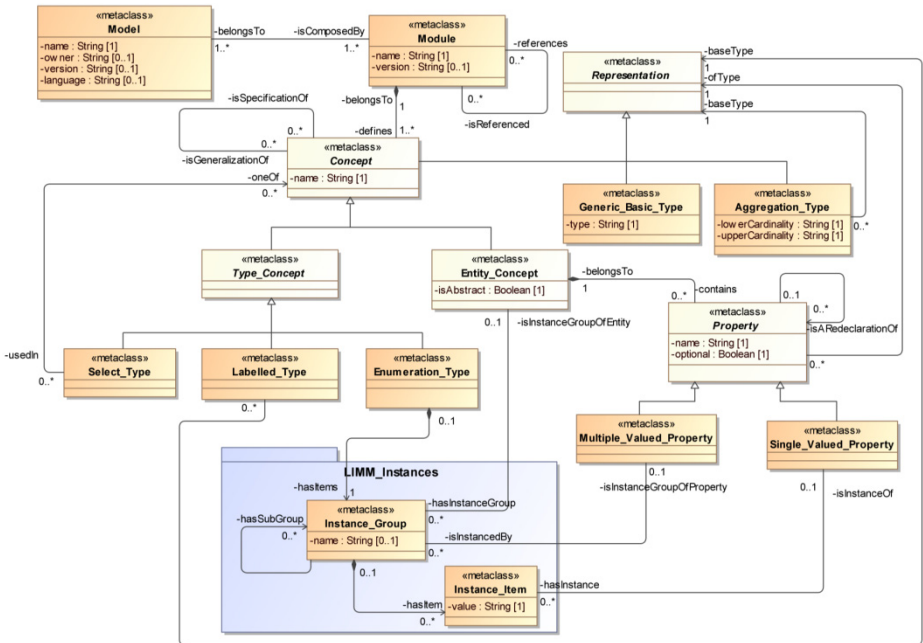 «metaclass»
Model
-name : String [1]
-owner : String [0..1]
-version : String [0..1]
-language : String [0..1]
-belongsTo
1..*
-isComposedBy
1..*
«metaclass»
Module
-name : String [1]
-version : String [0..1]
-references
0..*
0..*
-isReferenced
-belongsTo
1
-defines
1..*
«metaclass»
Representation
-baseType
1
-ofType
1
-baseType
1
-isSpecificationOf
0..*
0..*
-isGeneralizationOf
-oneOf
0..*
«metaclass»
Concept
-name : String [1]
«metaclass»
Generic_Basic_Type
-type : String [1]
«metaclass»
Aggregation_Type
-lowerCardinality : String [1]
-upperCardinality : String [1]
0..*
«metaclass»
Type_Concept
«metaclass»
Entity_Concept
-isAbstract : Boolean [1]
-belongsTo
1
-contains
0..*
0..1
0..*
-isARedeclarationOf
«metaclass»
Property
-name : String [1]
-optional : Boolean [1]
0..*
0..1
-isInstanceGroupOfEntity
-usedIn
0..*
«metaclass»
Select_Type
«metaclass»
Labelled_Type
0..*
«metaclass»
Enumeration_Type
0..1
«metaclass»
Multiple_Valued_Property
0..1
-isInstanceGroupOfProperty
«metaclass»
Single_Valued_Property
0..1
-isInstanceOf
LIMM_Instances
-hasItems
1
-hasSubGroup
0..*
«metaclass»
Instance_Group
-name : String [0..1]
-hasInstanceGroup
0..*
-isInstancedBy
0..*
0..1
-hasItem
0..*
«metaclass»
Instance_Item
-value : String [1]
-hasInstance
0..*